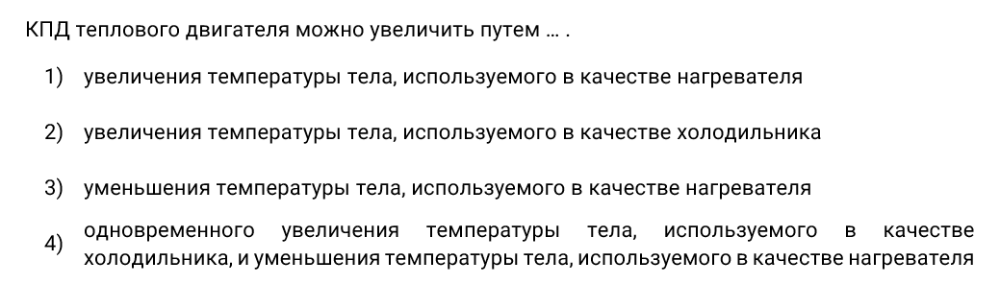 КПД теплового двигателя можно увеличить путем ... .
1) увеличения температуры тела, используемого в качестве нагревателя
2) увеличения температуры тела, используемого в качестве холодильника
3) уменьшения температуры тела, используемого в качестве нагревателя
4) одновременного увеличения температуры тела, используемого в качестве
холодильника, и уменьшения температуры тела, используемого в качестве нагревателя